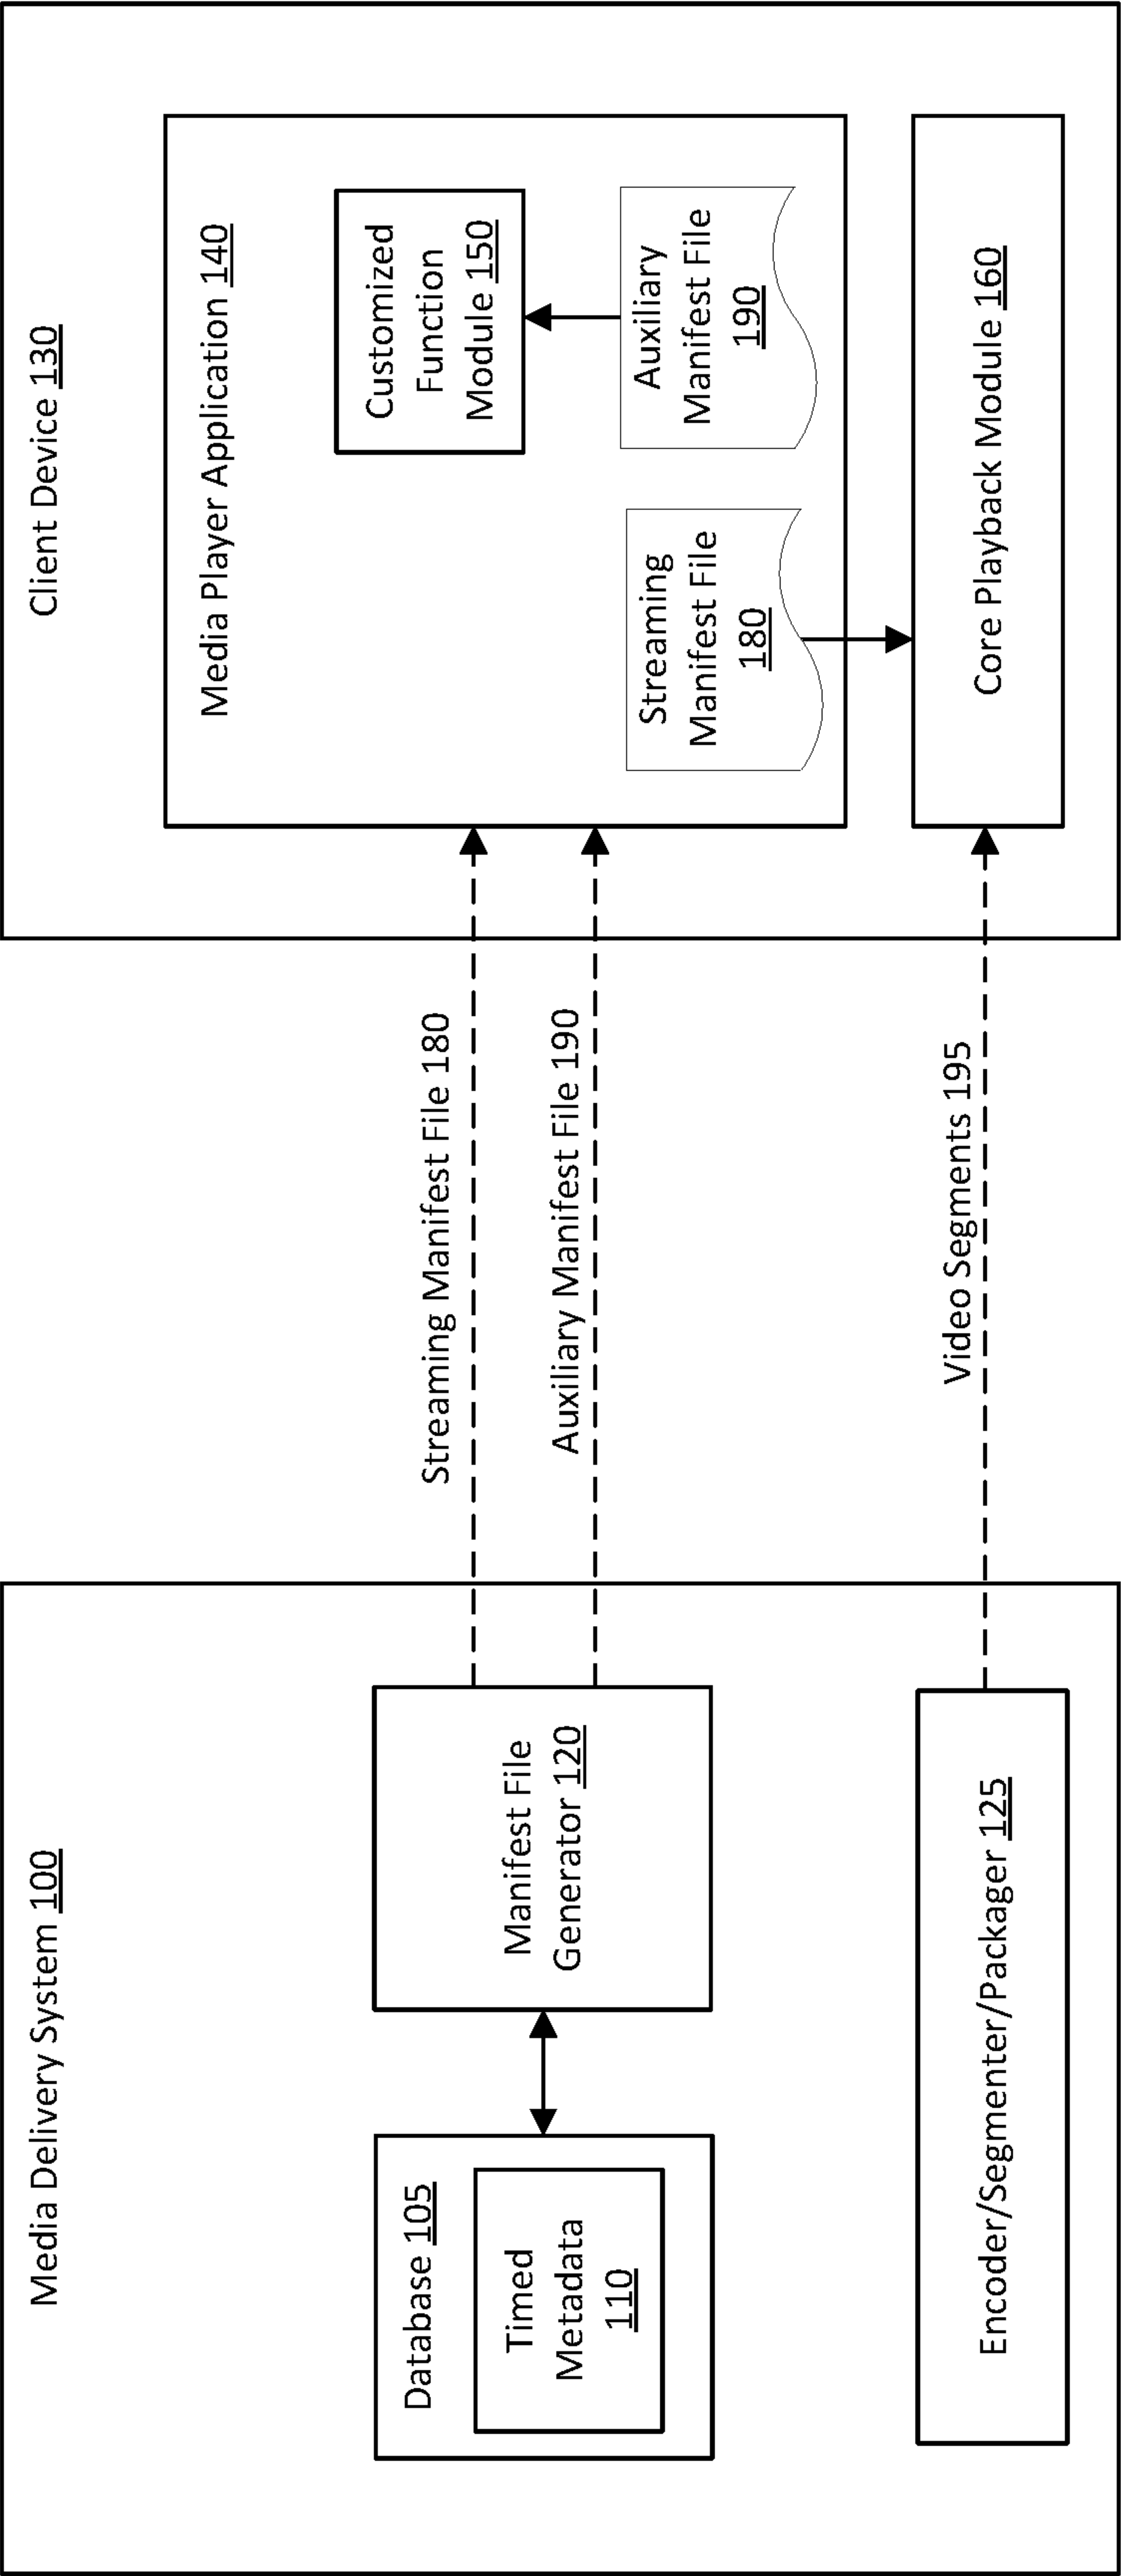 Media Delivery System 100
Database 105
Timed
Metadata
110
Manifest File
Generator 120
Encoder/Segmenter/Packager 125
Streaming Manifest File 180
Auxiliary Manifest File 190
Video Segments 195
Client Device 130
Media Player Application 140
Customized
Function
Module 150
Streaming
Manifest File
180
Auxiliary
Manifest File
190
Core Playback Module 160